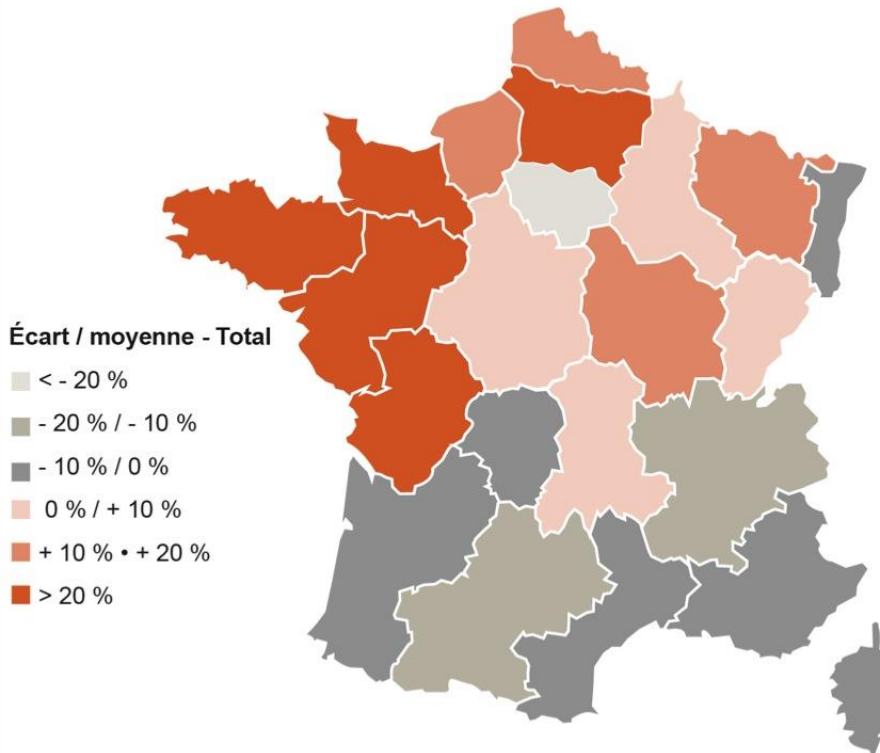 Écart / moyenne - Total
< - 20 %
- 20 % / - 10 %
- 10 % / 0 %
0 % / + 10 %
+ 10 % • + 20 %
> 20 %